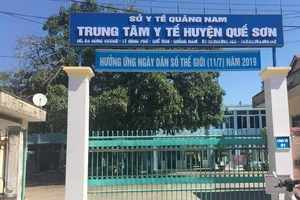 SỞ Y TẾ QUẢNG NAM
TRUNG TÂM Y TẾ HUYỆN QUẾ SƠN
HƯỞNG ỨNG NGÀY DÂN SỐ THẾ GIỚI (11/7) NĂM 2019